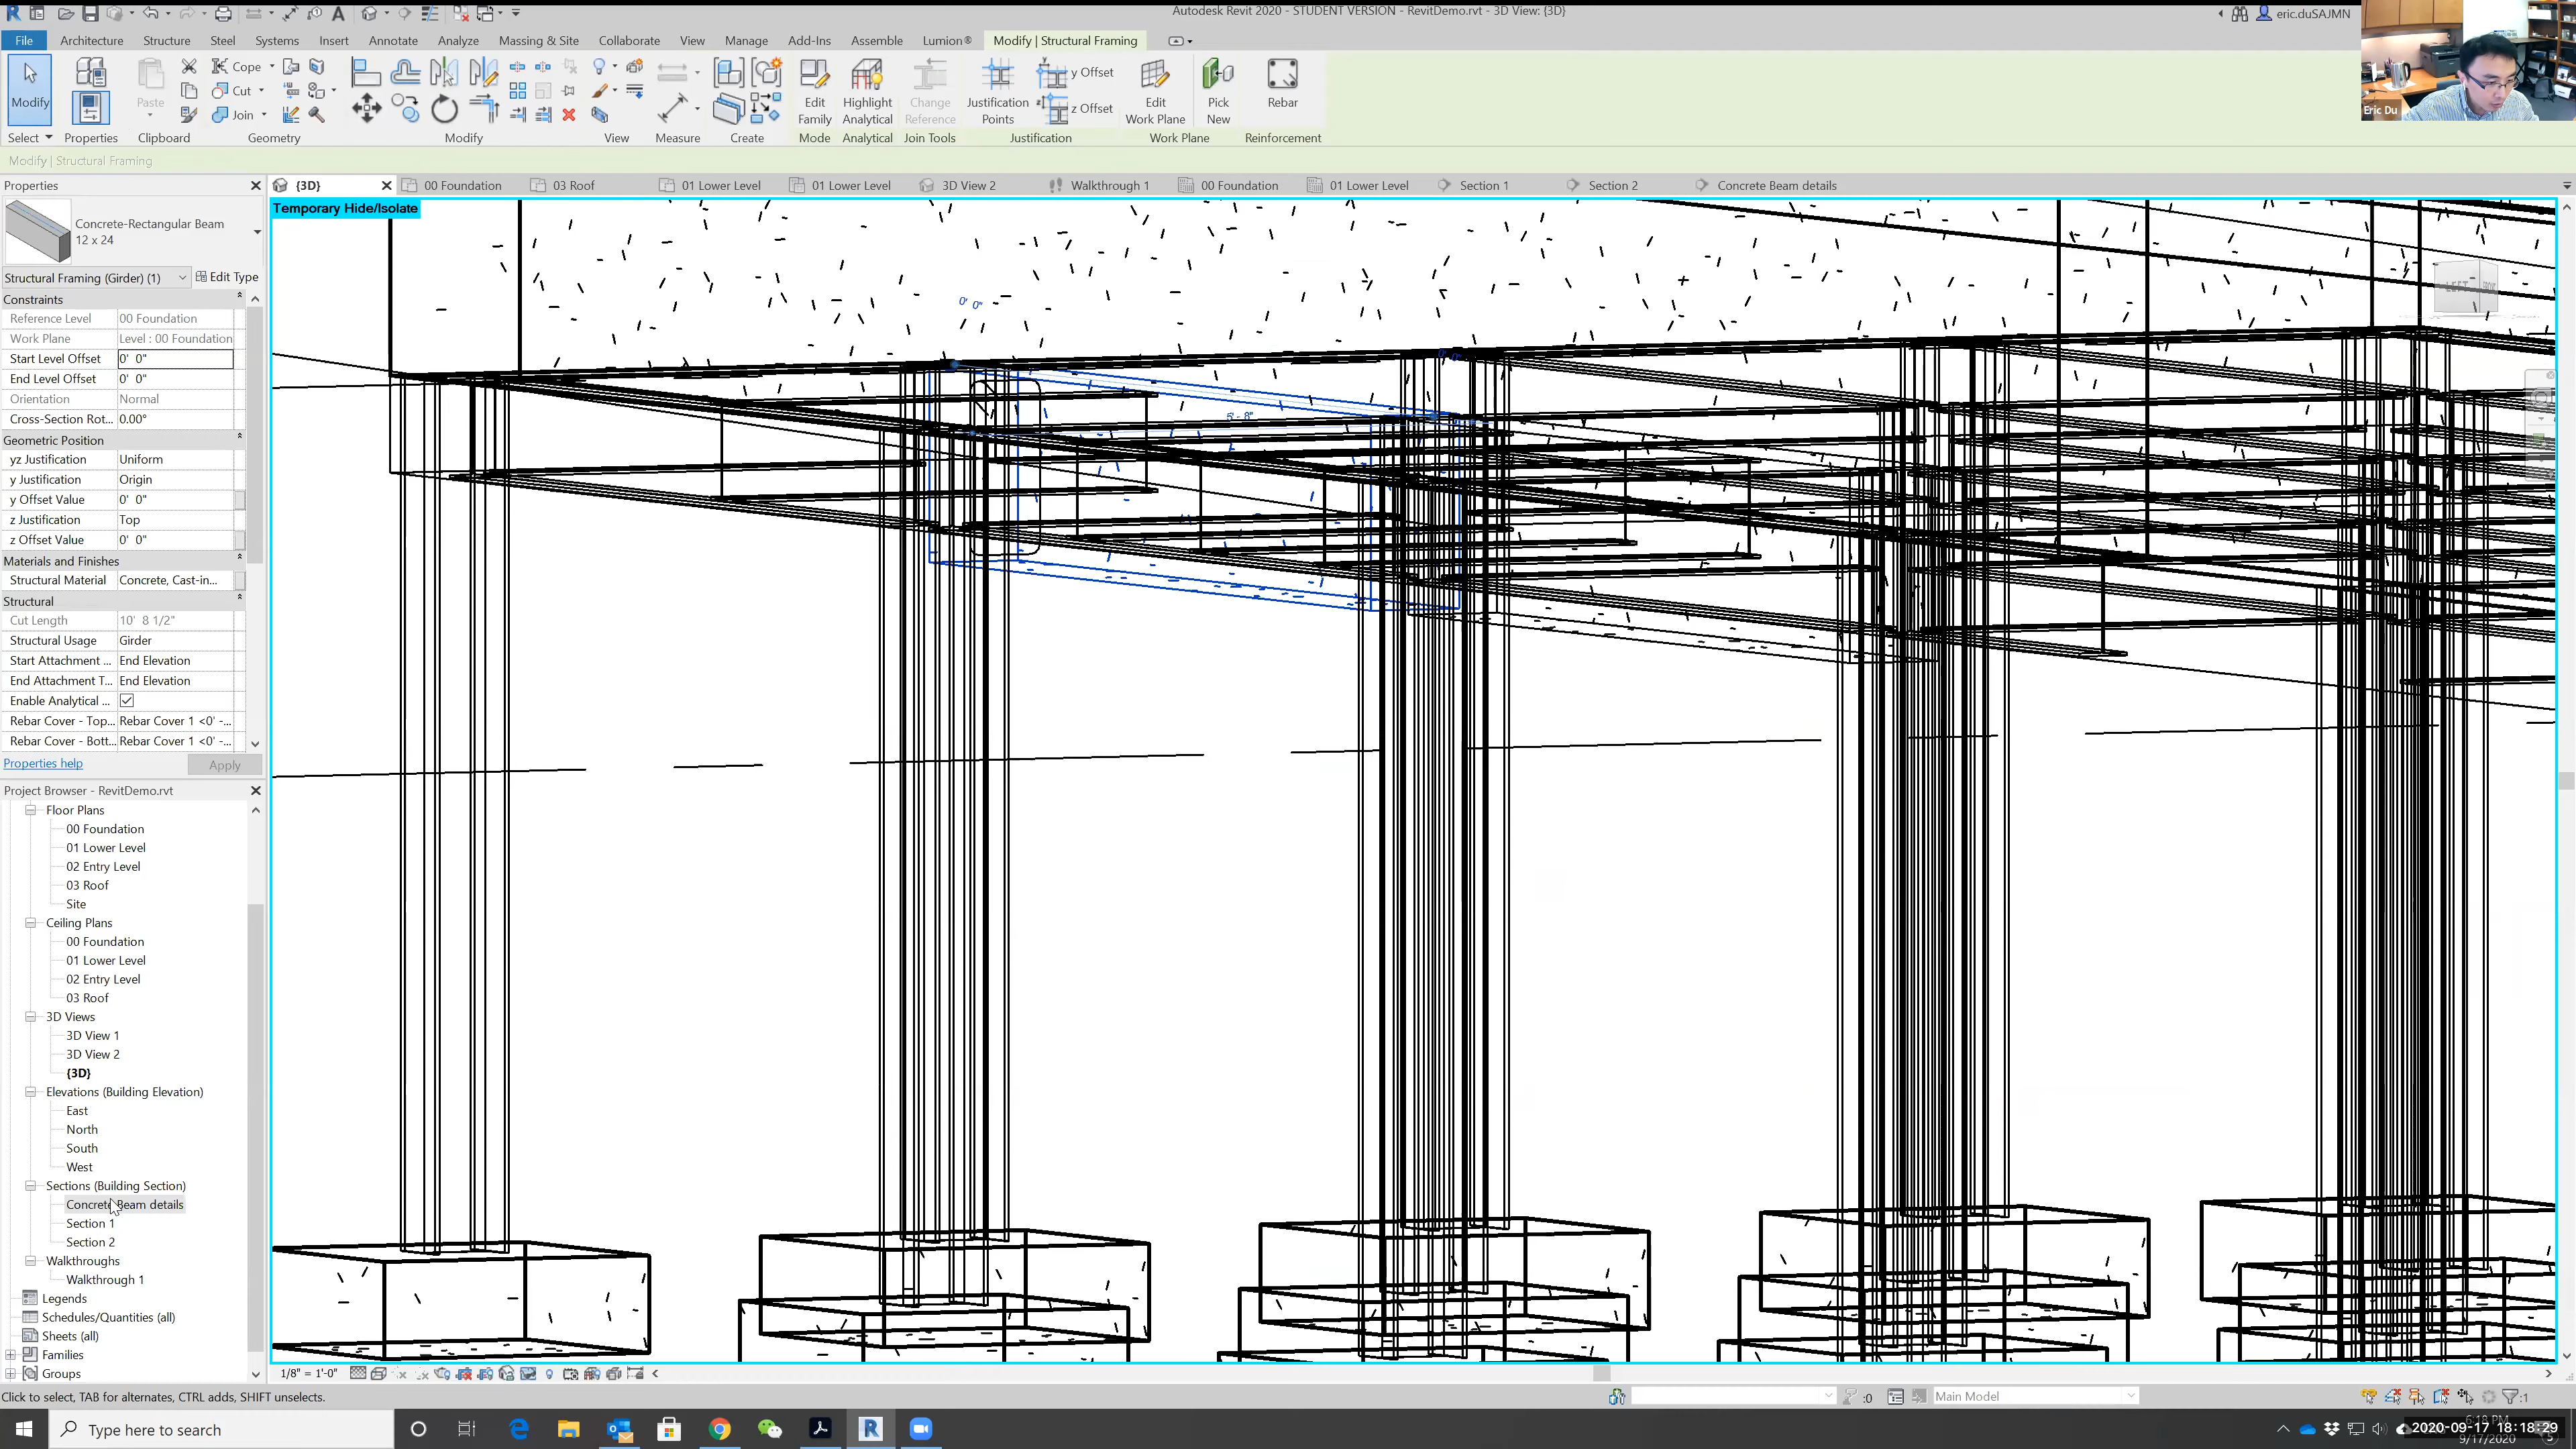 Autodesk Revit 2020 - STUDENT VERSION - RevitDemo.rvt - 3D View: {3D}
eric.duSAJMN
File Architecture Structure Steel Systems Insert Annotate Analyze Massing & Site Collaborate View Manage Add-Ins Assemble Lumion® Modify | Structural Framing
Modify
Paste
Cope
Cut
Join
Edit Family
Highlight Analytical
Change Reference
Justification Points
y Offset
z Offset
Edit Work Plane
Pick New
Rebar
Eric Du
Select Properties Clipboard Geometry Modify View Measure Create Mode Analytical Join Tools Justification Work Plane Reinforcement
Modify | Structural Framing
Properties
{3D} 00 Foundation 03 Roof 01 Lower Level 01 Lower Level 3D View 2 Walkthrough 1 00 Foundation 01 Lower Level Section 1 Section 2 Concrete Beam details
Temporary Hide/Isolate
Concrete-Rectangular Beam
12 x 24
Structural Framing (Girder) (1) Edit Type
Constraints
Reference Level 00 Foundation
Work Plane Level : 00 Foundation
Start Level Offset 0' 0"
End Level Offset 0' 0"
Orientation Normal
Cross-Section Rot... 0.00°
Geometric Position
yz Justification Uniform
y Justification Origin
y Offset Value 0' 0"
z Justification Top
z Offset Value 0' 0"
Materials and Finishes
Structural Material Concrete, Cast-in...
Structural
Cut Length 10' 8 1/2"
Structural Usage Girder
Start Attachment ... End Elevation
End Attachment T... End Elevation
Enable Analytical ...
Rebar Cover - Top... Rebar Cover 1 <0' -...
Rebar Cover - Bott... Rebar Cover 1 <0' -...
Properties help Apply
0' 0"
LEFT
Project Browser - RevitDemo.rvt
Floor Plans
00 Foundation
01 Lower Level
02 Entry Level
03 Roof
Site
Ceiling Plans
00 Foundation
01 Lower Level
02 Entry Level
03 Roof
3D Views
3D View 1
3D View 2
{3D}
Elevations (Building Elevation)
East
North
South
West
Sections (Building Section)
Concrete Beam details
Section 1
Section 2
Walkthroughs
Walkthrough 1
Legends
Schedules/Quantities (all)
Sheets (all)
Families
Groups
1/8" = 1'-0"
Click to select, TAB for alternates, CTRL adds, SHIFT unselects.
:0
Main Model
:1
Type here to search
6:18 PM
2020-09-17 18:18:29
9/17/2020